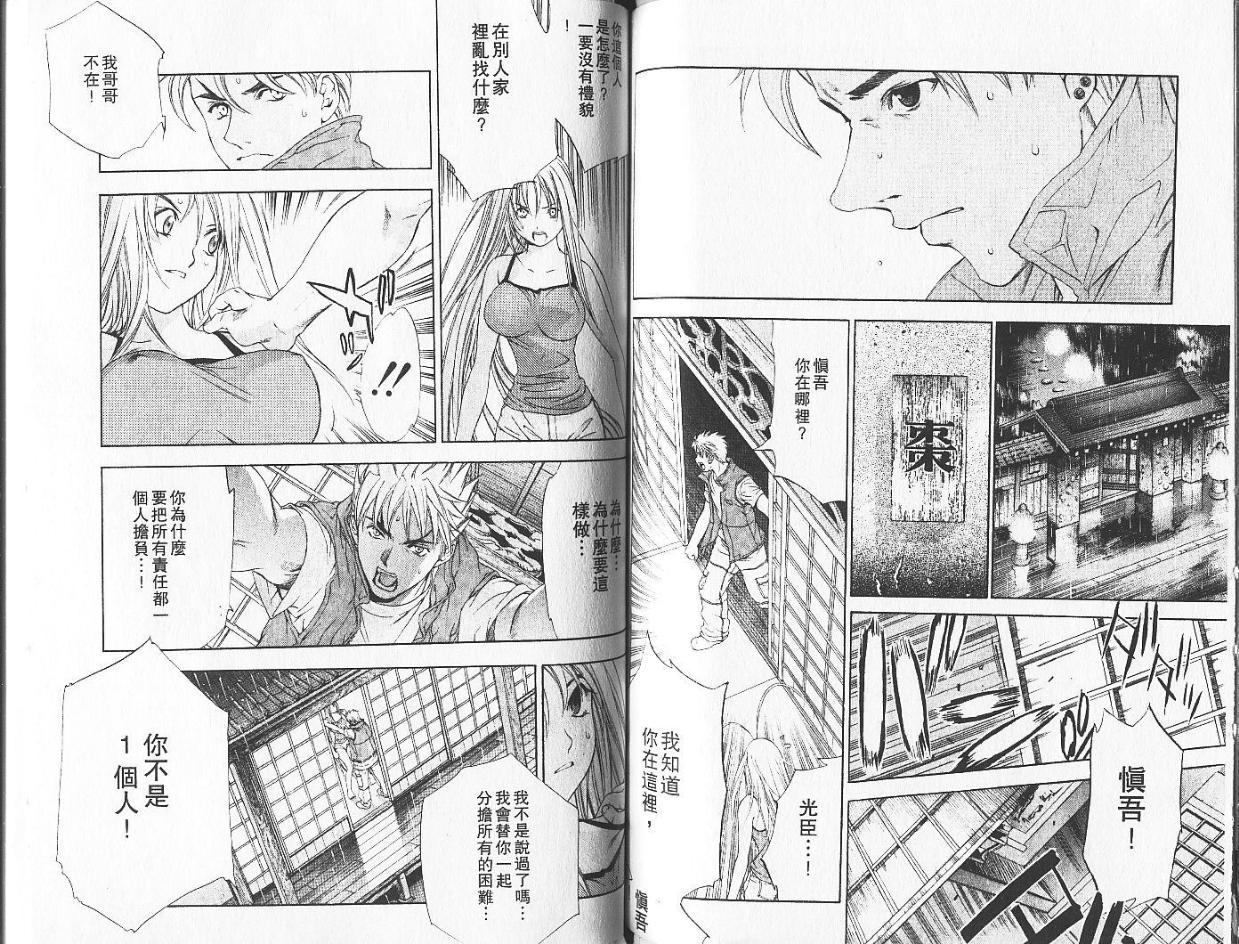 棗
慎吾!
慎吾
你在哪裡?
光臣…!
我知道
你在這裡,
慎吾
你這個人
是怎麼了?
一要沒有禮貌
!
在別人家
裡亂找什麼?
我哥哥
不在!
!!
為什麼…
為什麼要這
樣做…
你為什麼
要把所有責任都一
個人擔負…!
我不是說過了嗎…
我會替你一起
分擔所有的困難…
你不是
1個人!